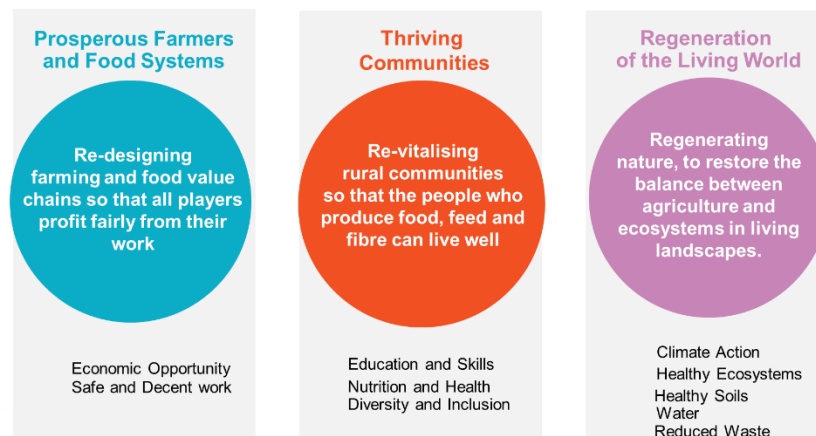 Prosperous Farmers
and Food Systems
Re-designing
farming and food value
chains so that all players
profit fairly from their
work
Economic Opportunity
Safe and Decent work
Thriving
Communities
Re-vitalising
rural communities
so that the people who
produce food, feed and
fibre can live well
Education and Skills
Nutrition and Health
Diversity and Inclusion
Regeneration
of the Living World
Regenerating
nature, to restore the
balance between
agriculture and
ecosystems in living
landscapes.
Climate Action
Healthy Ecosystems
Healthy Soils
Water
Reduced Waste